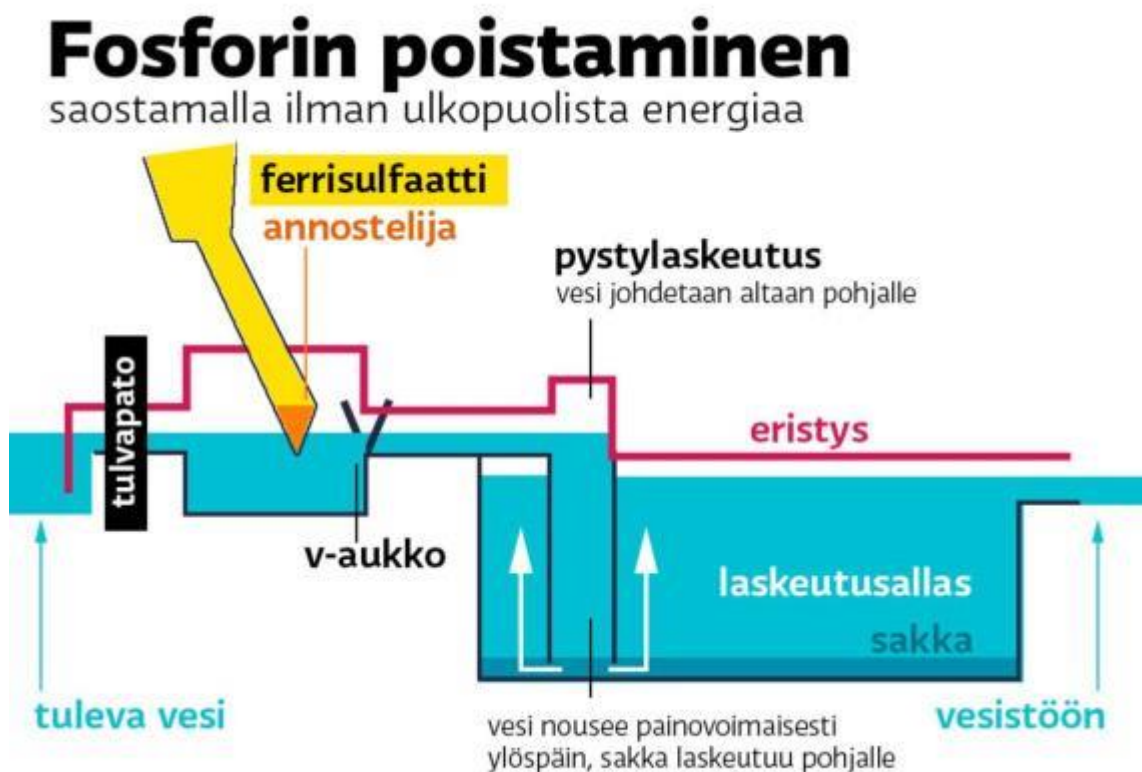 Fosforin poistaminen
saostamalla ilman ulkopuolista energiaa
ferrisulfaatti
annostelija
pystylaskeutus
vesi johdetaan altaan pohjalle
tulvapato
eristys
v-aukko
laskeutusallas
sakka
tuleva vesi
vesi nousee painovoimaisesti
ylöspäin, sakka laskeutuu pohjalle
vesistöön